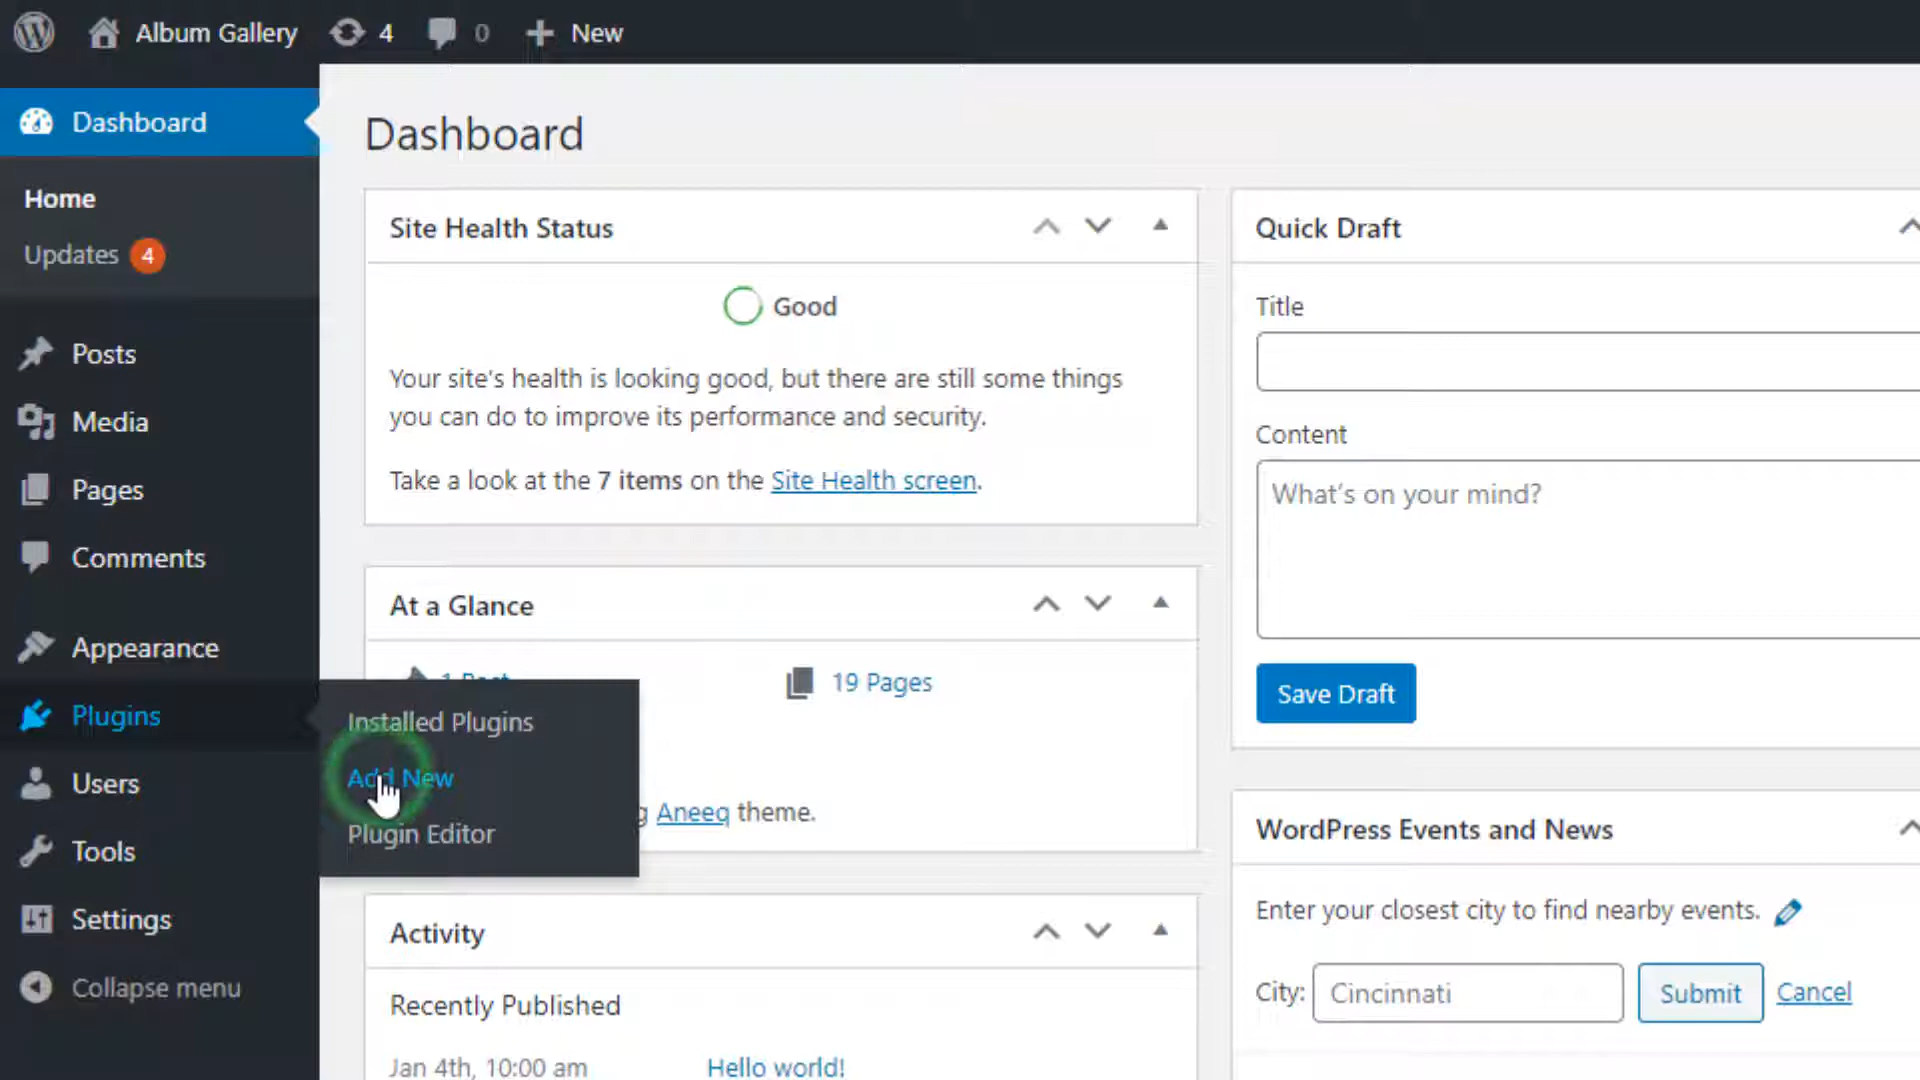 Album Gallery 4 0 New
Dashboard
Home
Updates 4
Posts
Media
Pages
Comments
Appearance
Plugins
Users
Tools
Settings
Collapse menu
Installed Plugins
Add New
Plugin Editor
Dashboard
Site Health Status
Good
Your site's health is looking good, but there are still some things
you can do to improve its performance and security.
Take a look at the 7 items on the Site Health screen.
At a Glance
1 Post
19 Pages
Aneeq theme.
Activity
Recently Published
Jan 4th, 10:00 am Hello world!
Quick Draft
Title
Content
What's on your mind?
Save Draft
WordPress Events and News
Enter your closest city to find nearby events.
City: Cincinnati Submit Cancel